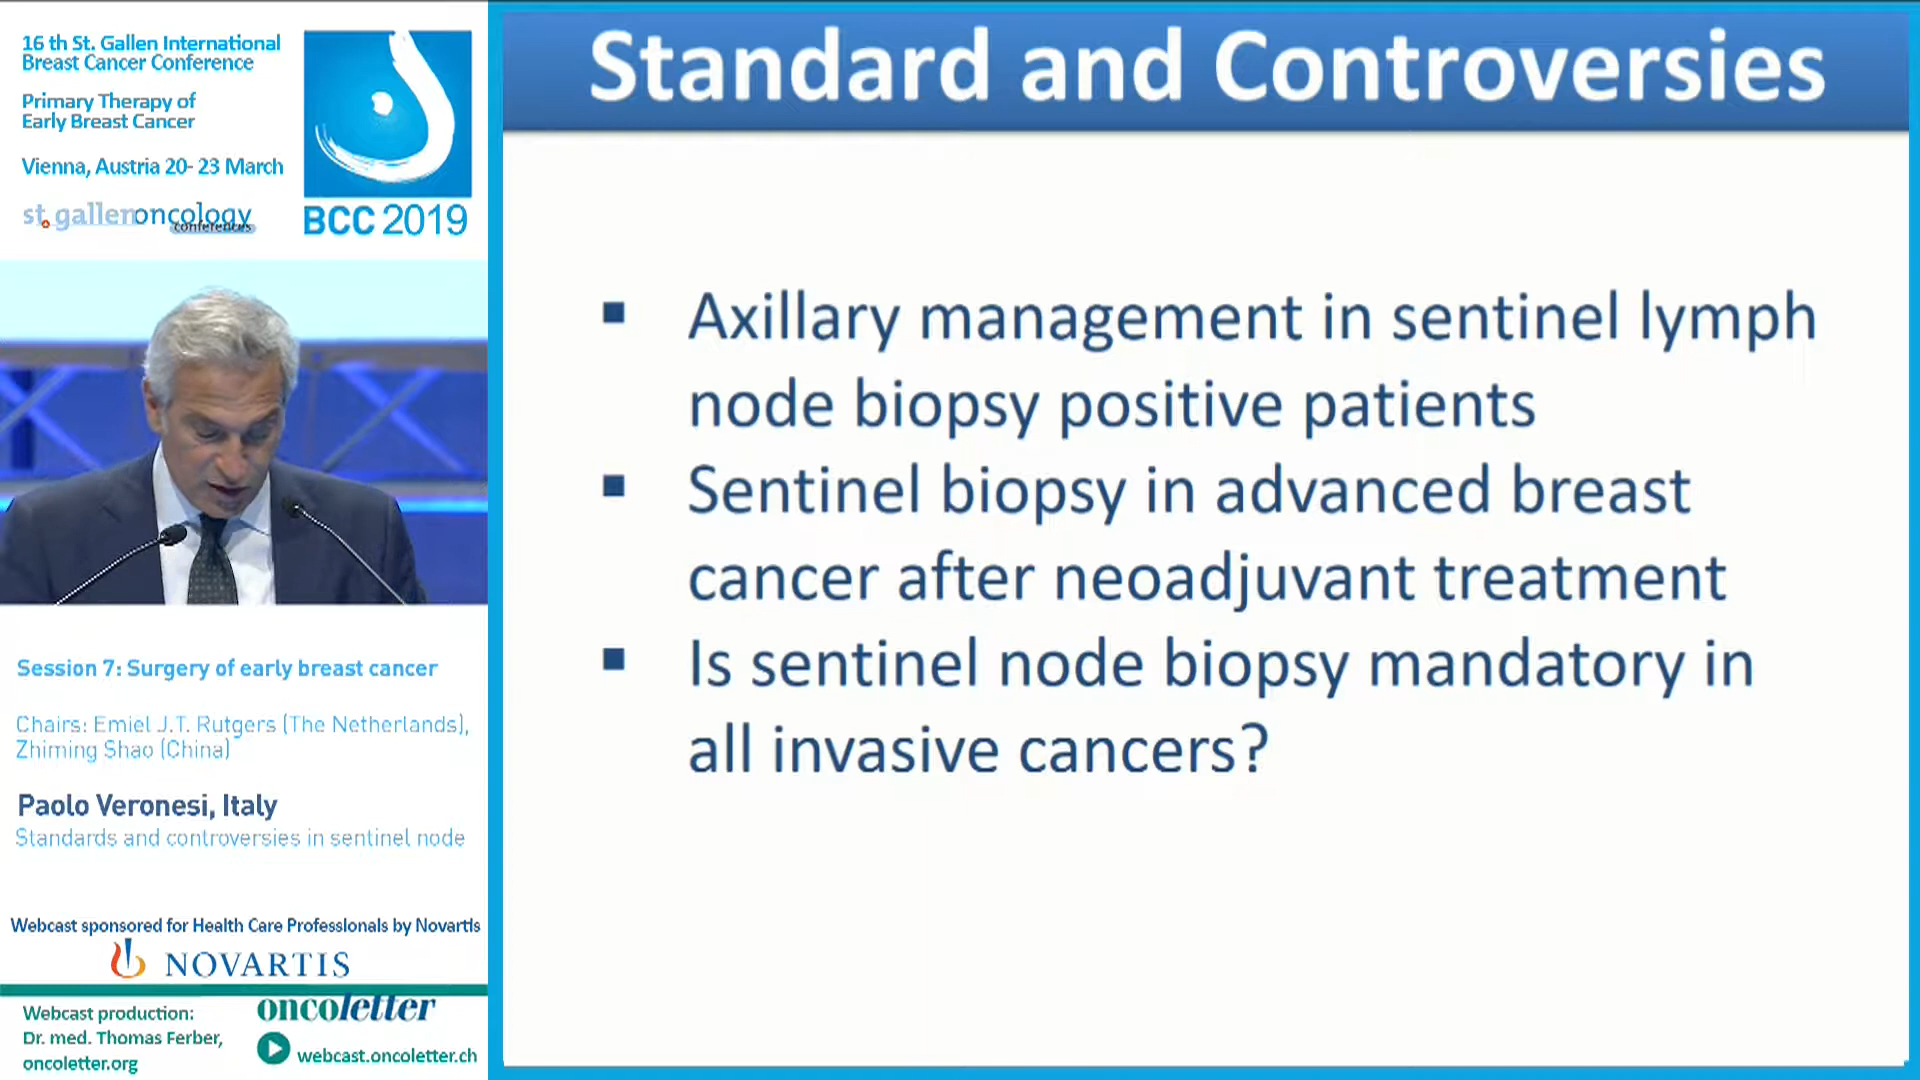 16 th St. Gallen International
Breast Cancer Conference
Primary Therapy of
Early Breast Cancer
Vienna, Austria 20- 23 March
st.gallenoncology
conferences
BCC 2019
Session 7: Surgery of early breast cancer
Chairs: Emiel J.T. Rutgers (The Netherlands),
Zhiming Shao (China)
Paolo Veronesi, Italy
Standards and controversies in sentinel node
Webcast sponsored for Health Care Professionals by Novartis
NOVARTIS
Webcast production:
Dr. med. Thomas Ferber,
oncoletter.org
oncoletter
webcast.oncoletter.ch
Standard and Controversies
▪ Axillary management in sentinel lymph
node biopsy positive patients
▪ Sentinel biopsy in advanced breast
cancer after neoadjuvant treatment
▪ Is sentinel node biopsy mandatory in
all invasive cancers?